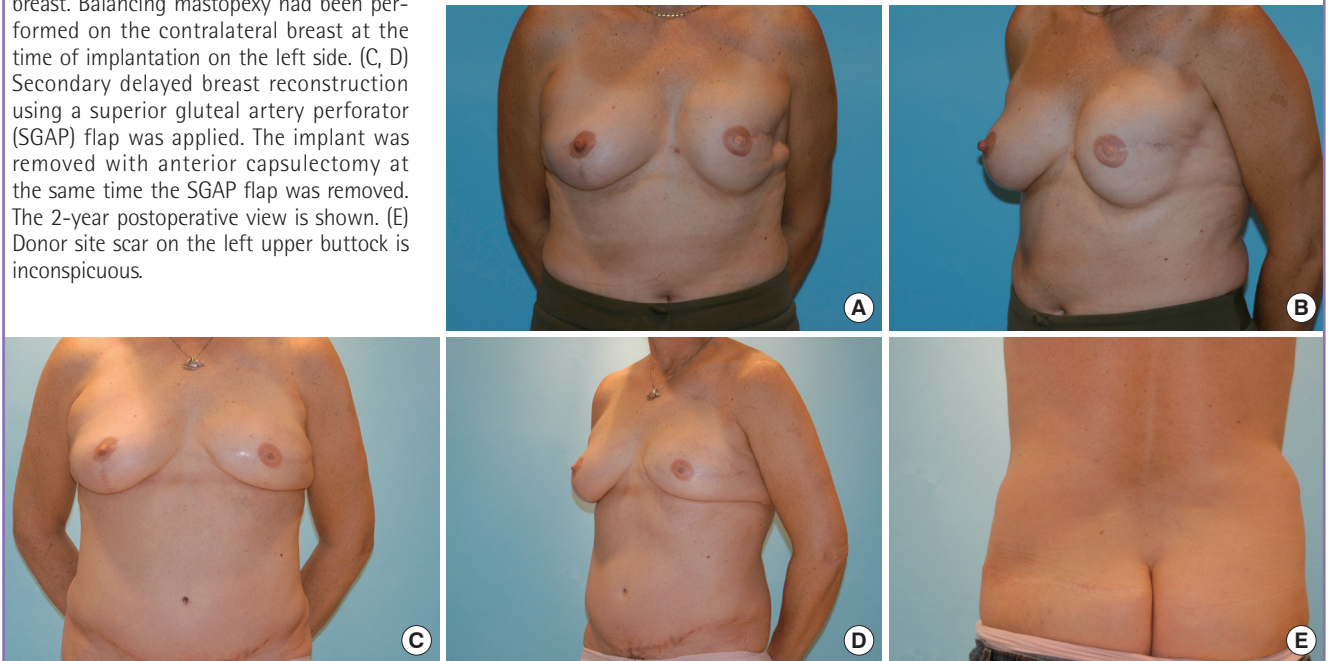 breast. Balancing mastopexy had been per-
formed on the contralateral breast at the
time of implantation on the left side. (C, D)
Secondary delayed breast reconstruction
using a superior gluteal artery perforator
(SGAP) flap was applied. The implant was
removed with anterior capsulectomy at
the same time the SGAP flap was removed.
The 2-year postoperative view is shown. (E)
Donor site scar on the left upper buttock is
inconspicuous.
A
B
C
D
E